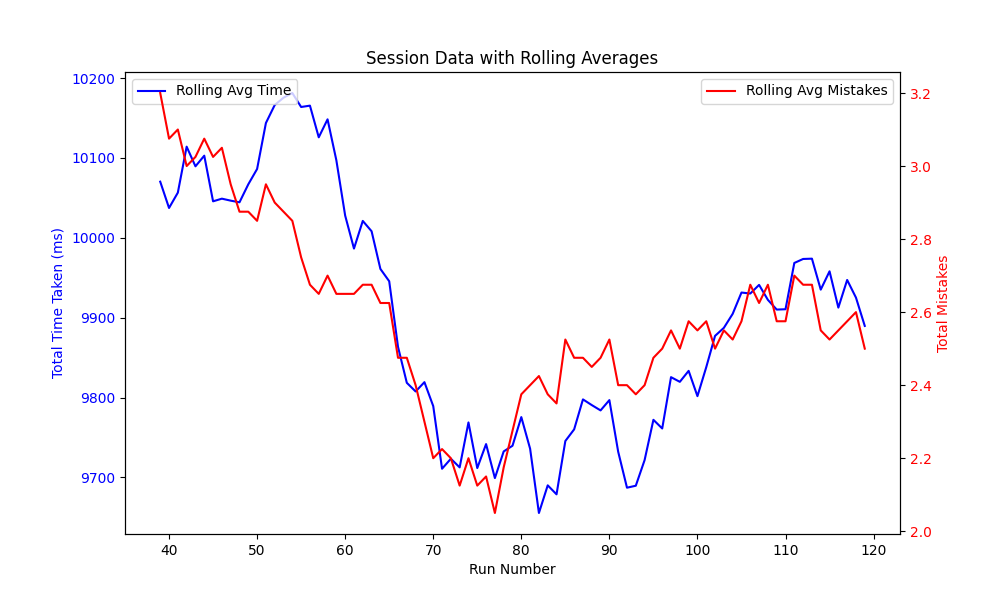 Session Data with Rolling Averages
Rolling Avg Time
Rolling Avg Mistakes
10200
10100
10000
9900
9800
9700
Total Time Taken (ms)
3.2
3.0
2.8
2.6
2.4
2.2
2.0
Total Mistakes
40 50 60 70 80 90 100 110 120
Run Number